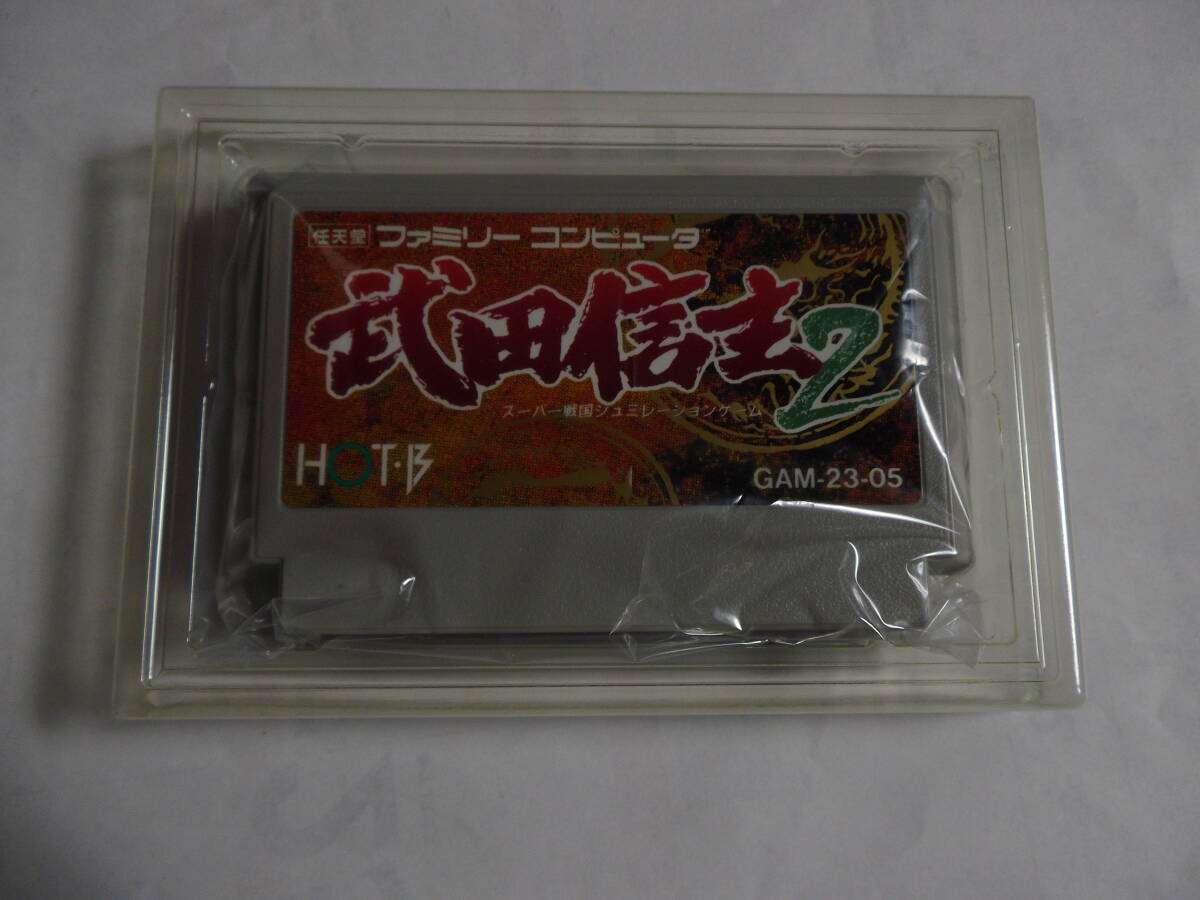 任天堂 ファミリーコンピュータ
武田信玄2
スーパー戦国シュミレーションゲーム
HOT・B
GAM-23-05